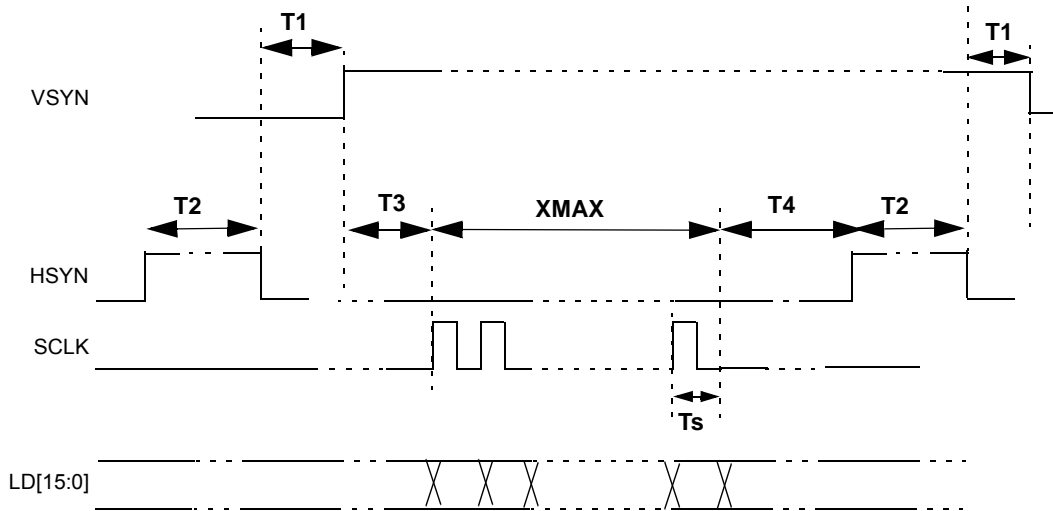 T1
T1
VSYN
T2
T3
XMAX
T4
T2
HSYN
SCLK
Ts
LD[15:0]